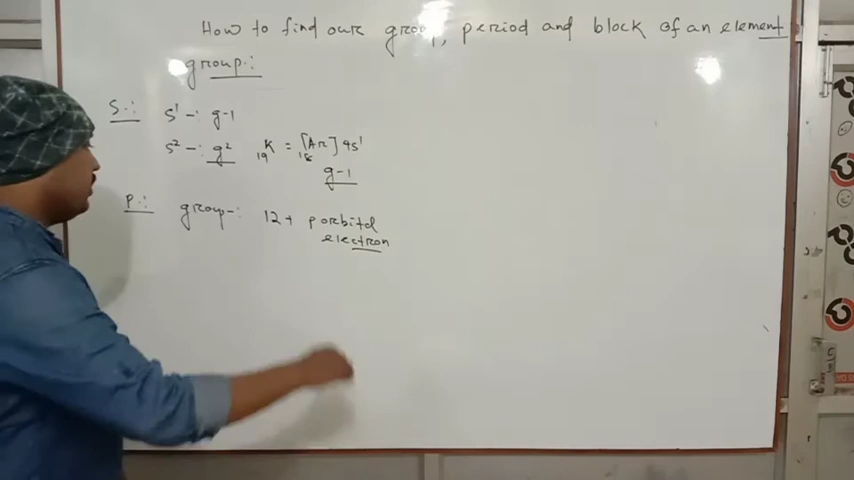 How to find our group, period and block of an element
group :-
S :- s¹ -: g-1
s² -: g²
₁₉K = [Ar]₁₈ 4s¹
g-1
P :- group -: 12 + p orbital
electron